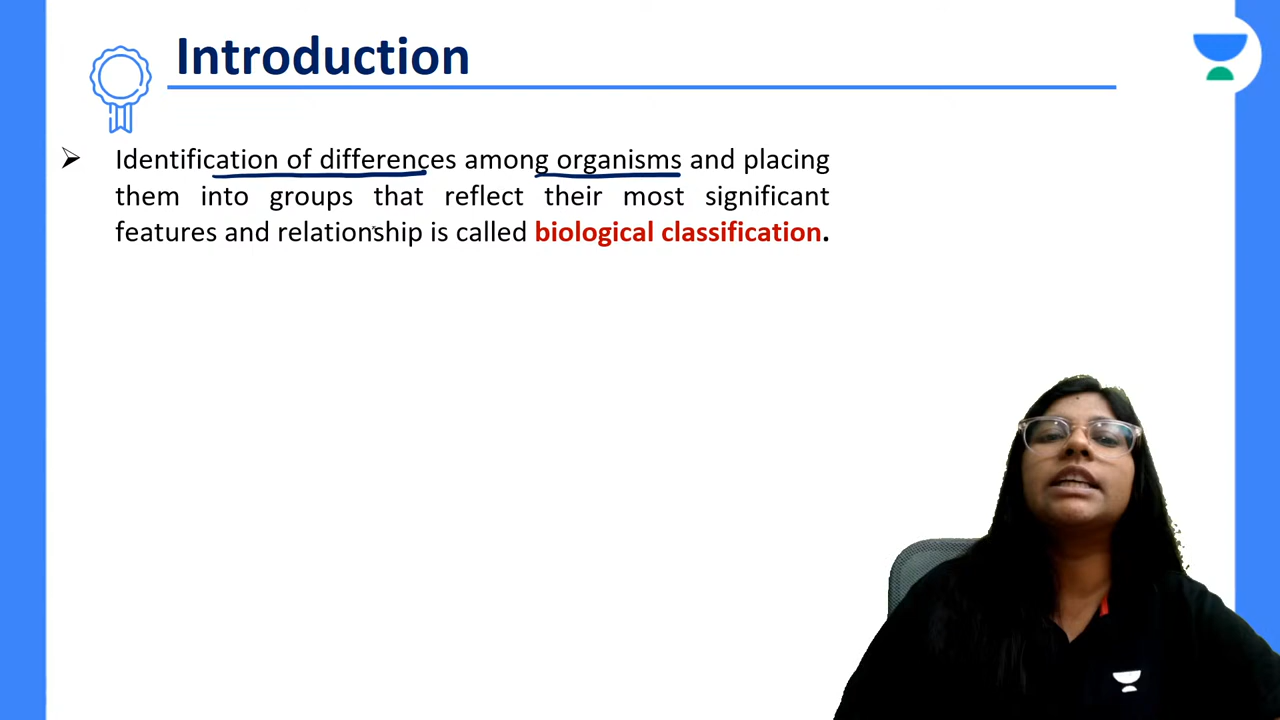 Introduction
Identification of differences among organisms and placing
them into groups that reflect their most significant
features and relationship is called biological classification.